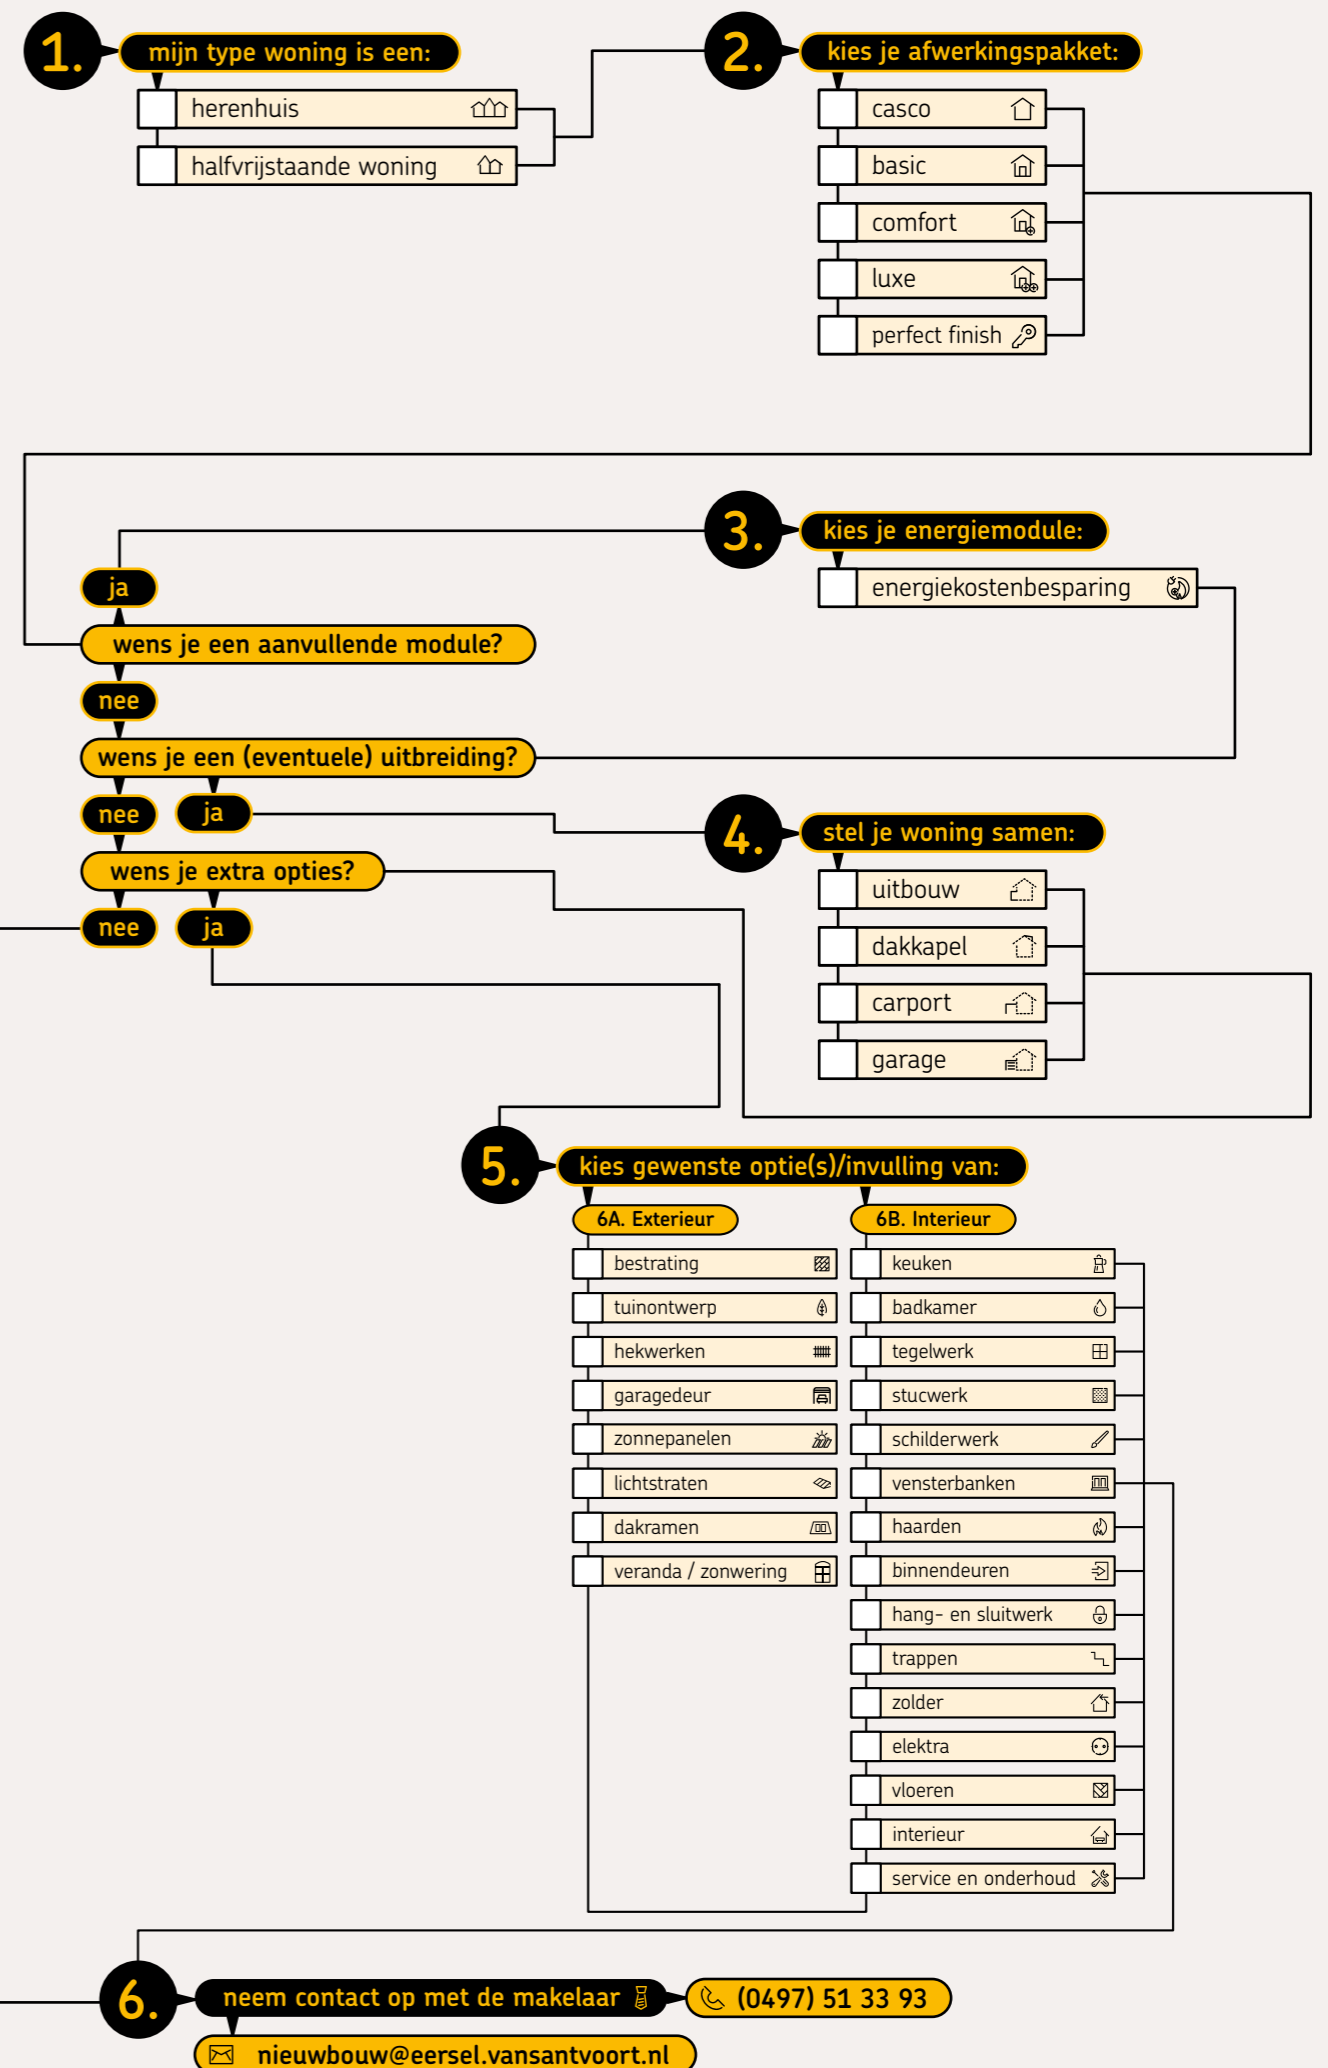 1.
mijn type woning is een:
herenhuis
halfvrijstaande woning
2.
kies je afwerkingspakket:
casco
basic
comfort
luxe
perfect finish
3.
kies je energiemodule:
energiekostenbesparing
ja
wens je een aanvullende module?
nee
wens je een (eventuele) uitbreiding?
nee
ja
wens je extra opties?
nee
ja
4.
stel je woning samen:
uitbouw
dakkapel
carport
garage
5.
kies gewenste optie(s)/invulling van:
6A. Exterieur
bestrating
tuinontwerp
hekwerken
garagedeur
zonnepanelen
lichtstraten
dakramen
veranda / zonwering
6B. Interieur
keuken
badkamer
tegelwerk
stucwerk
schilderwerk
vensterbanken
haarden
binnendeuren
hang- en sluitwerk
trappen
zolder
elektra
vloeren
interieur
service en onderhoud
6.
neem contact op met de makelaar
(0497) 51 33 93
nieuwbouw@eersel.vansantvoort.nl